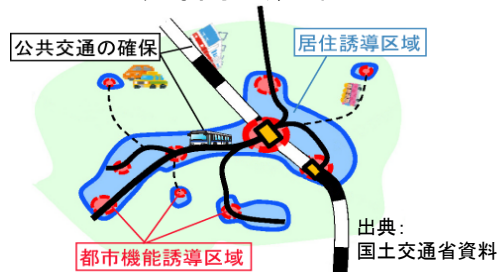 公共交通の確保
居住誘導区域
都市機能誘導区域
出典：
国土交通省資料